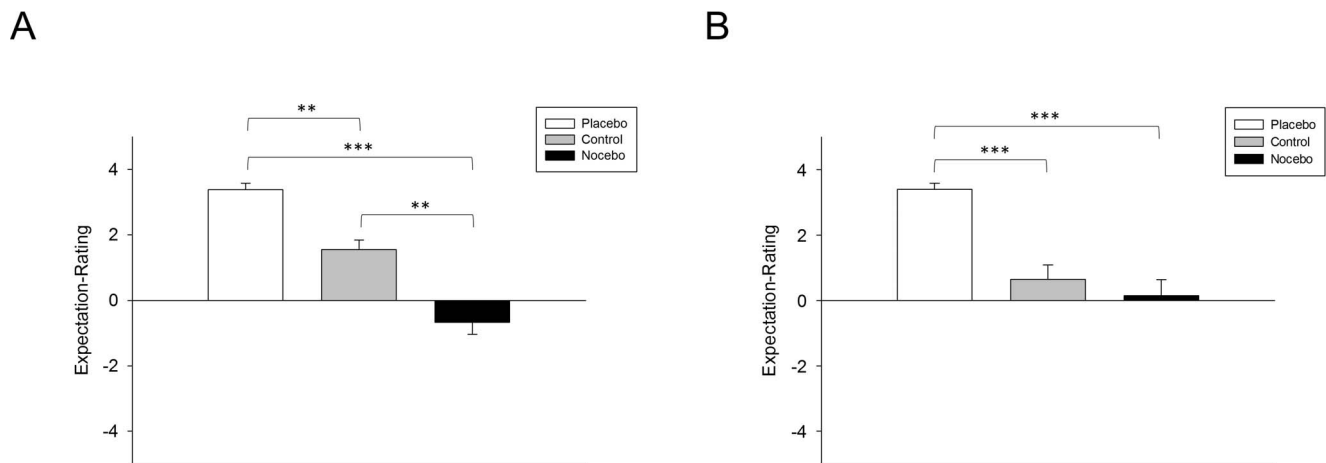 A
**
***
**
Placebo
Control
Nocebo
Expectation-Rating
4
2
0
-2
-4
B
***
***
Placebo
Control
Nocebo
Expectation-Rating
4
2
0
-2
-4